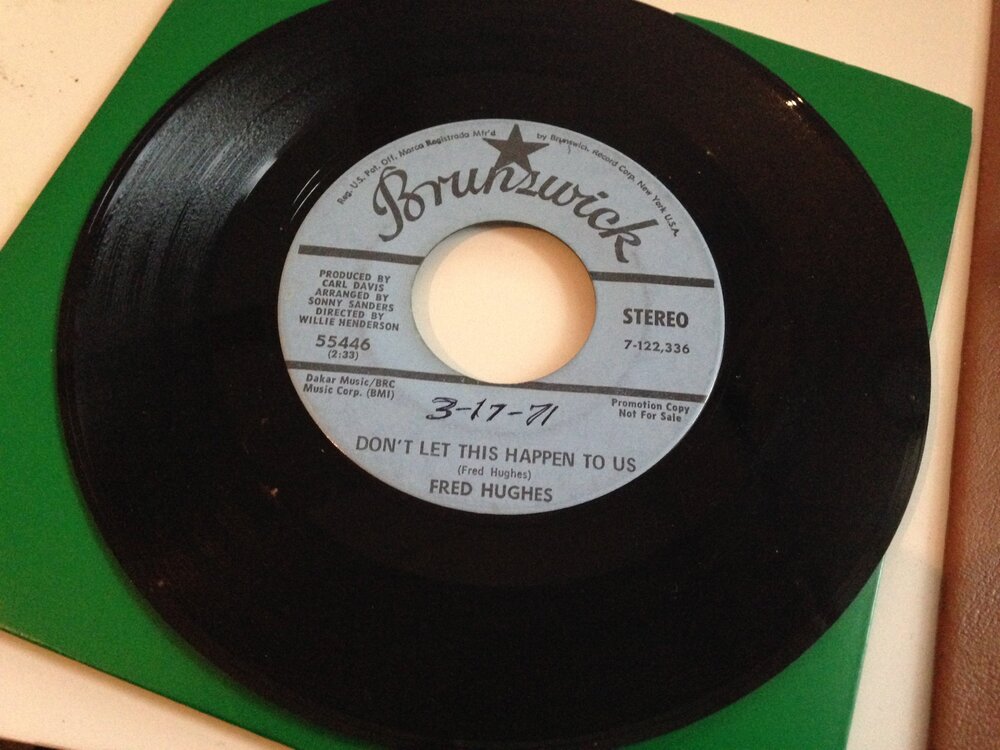 Reg. U.S. Pat. Off. Marca Registrada Mfr'd by Brunswick Record Corp. New York U.S.A.
Brunswick
PRODUCED BY
CARL DAVIS
ARRANGED BY
SONNY SANDERS
DIRECTED BY
WILLIE HENDERSON
55446
(2:33)
STEREO
7-122,336
Dakar Music/BRC
Music Corp. (BMI)
3-17-71
Promotion Copy
Not For Sale
DON'T LET THIS HAPPEN TO US
(Fred Hughes)
FRED HUGHES